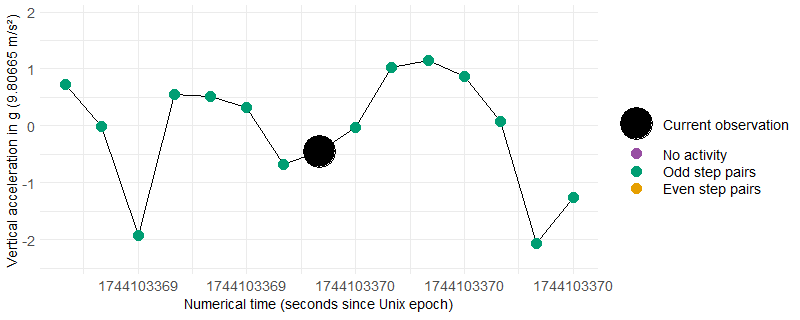 Vertical acceleration in g (9.80665 m/s²)
2
1
0
-1
-2
1744103369
1744103369
1744103370
1744103370
1744103370
Numerical time (seconds since Unix epoch)
Current observation
No activity
Odd step pairs
Even step pairs